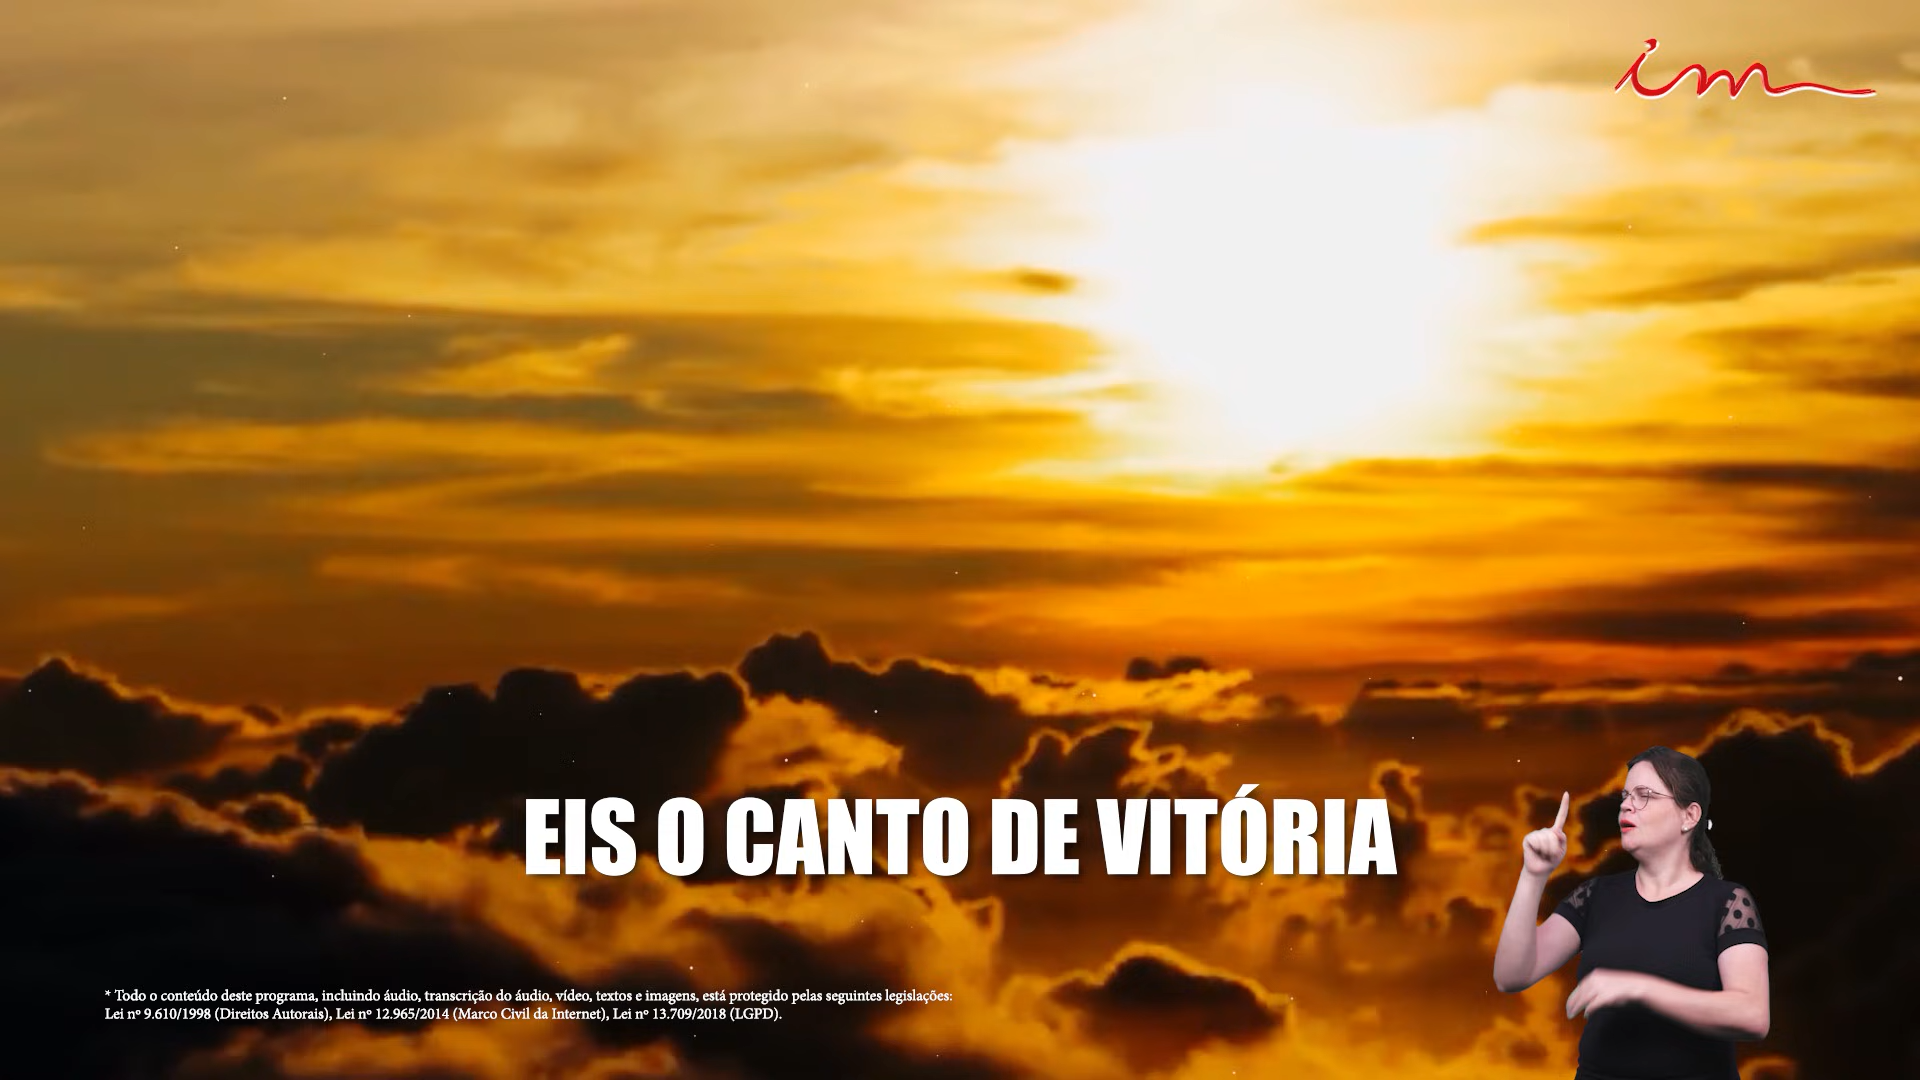 im
EIS O CANTO DE VITÓRIA
* Todo o conteúdo deste programa, incluindo áudio, transcrição do áudio, vídeo, textos e imagens, está protegido pelas seguintes legislações:
Lei nº 9.610/1998 (Direitos Autorais), Lei nº 12.965/2014 (Marco Civil da Internet), Lei nº 13.709/2018 (LGPD).